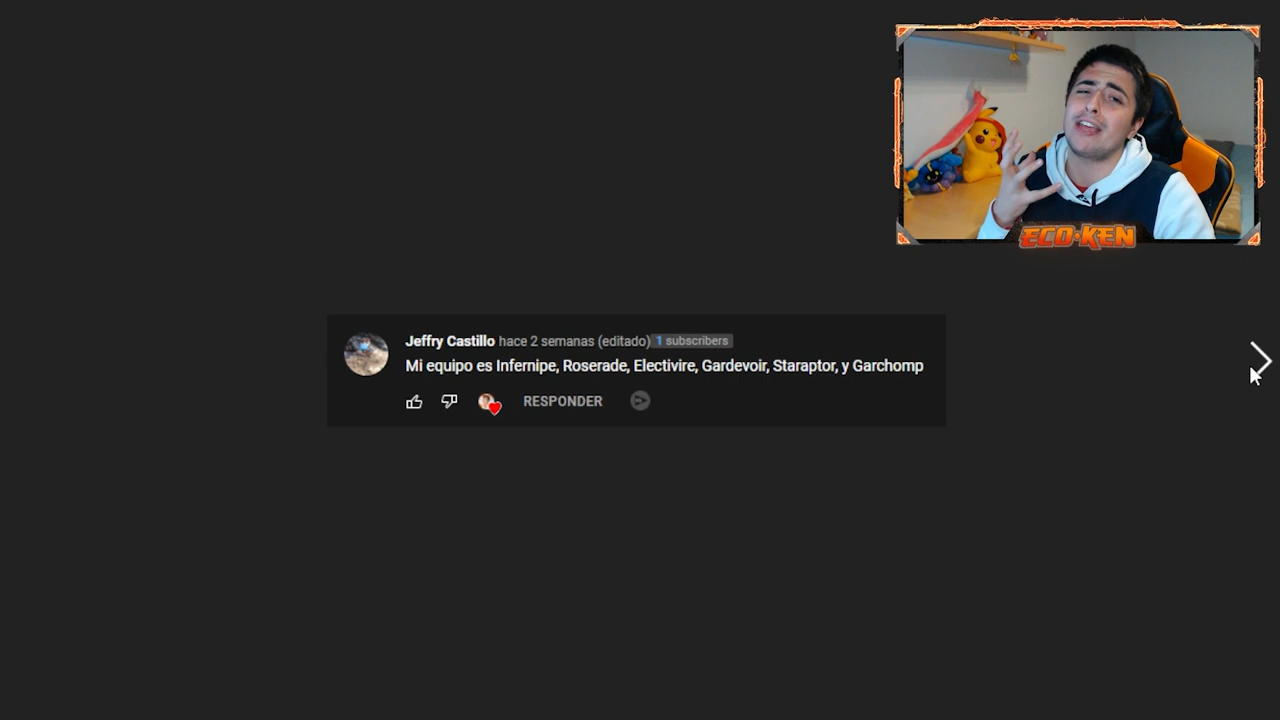 ECO·KEN
Jeffry Castillo hace 2 semanas (editado) 1 subscribers
Mi equipo es Infernipe, Roserade, Electivire, Gardevoir, Staraptor, y Garchomp
RESPONDER